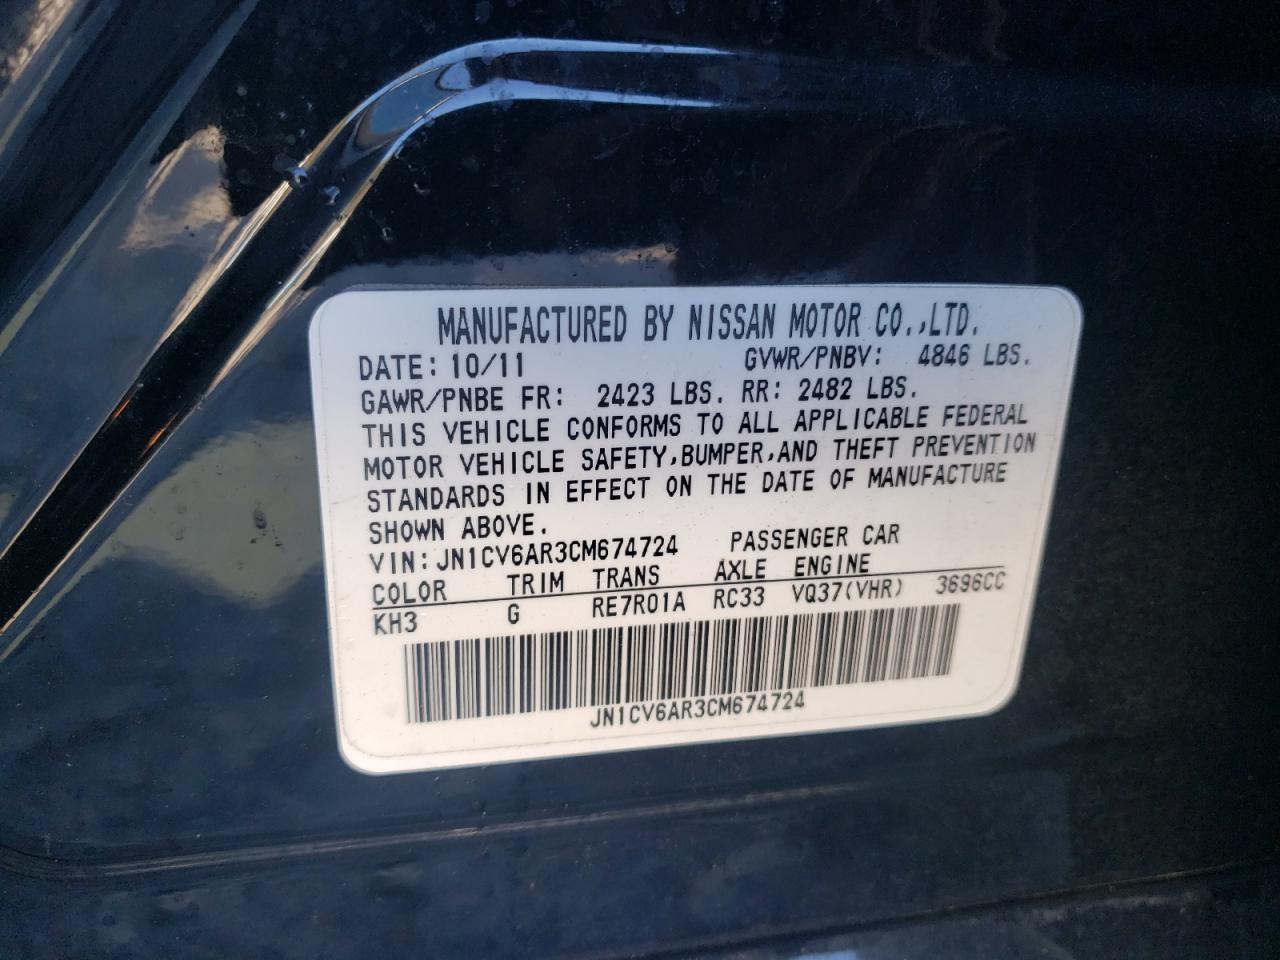 MANUFACTURED BY NISSAN MOTOR CO.,LTD.
DATE: 10/11 GVWR/PNBV: 4846 LBS.
GAWR/PNBE FR: 2423 LBS. RR: 2482 LBS.
THIS VEHICLE CONFORMS TO ALL APPLICABLE FEDERAL
MOTOR VEHICLE SAFETY,BUMPER,AND THEFT PREVENTION
STANDARDS IN EFFECT ON THE DATE OF MANUFACTURE
SHOWN ABOVE.
VIN:JN1CV6AR3CM674724 PASSENGER CAR
COLOR TRIM TRANS AXLE ENGINE
KH3 G RE7R01A RC33 VQ37(VHR) 3696CC
JN1CV6AR3CM674724